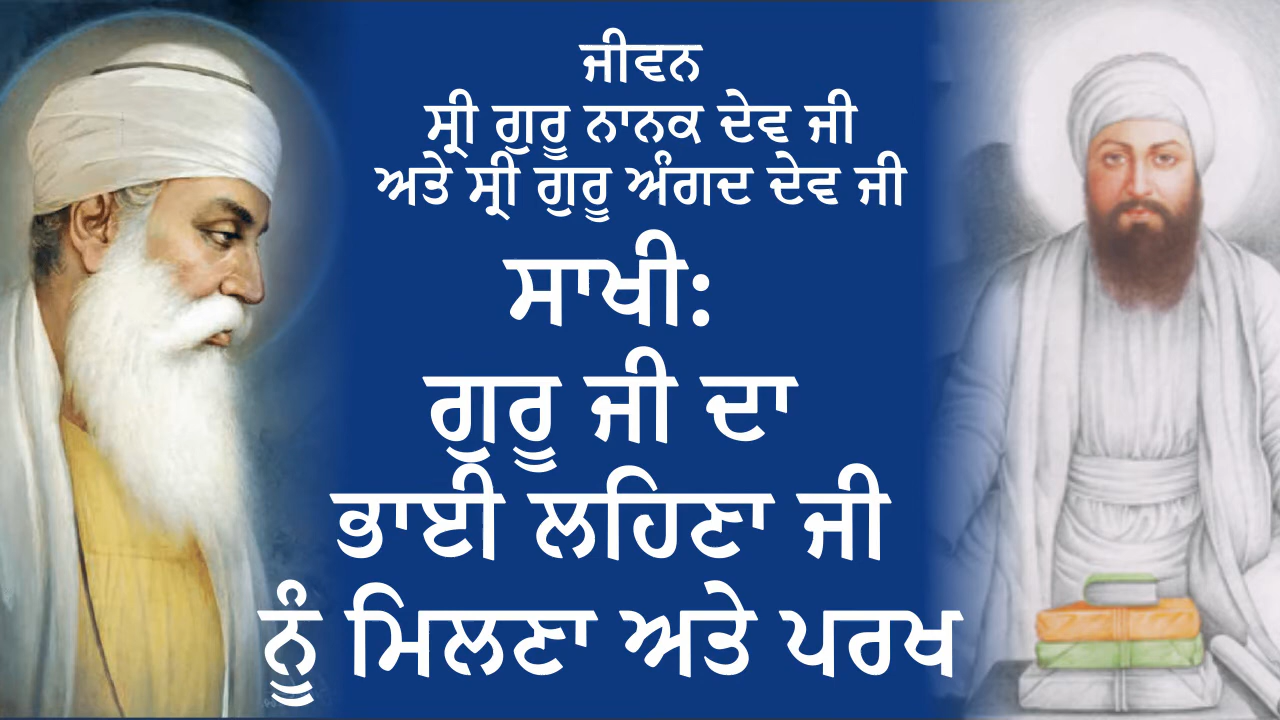 ਜੀਵਨ
ਸ੍ਰੀ ਗੁਰੂ ਨਾਨਕ ਦੇਵ ਜੀ
ਅਤੇ ਸ੍ਰੀ ਗੁਰੂ ਅੰਗਦ ਦੇਵ ਜੀ
ਸਾਖੀ:
ਗੁਰੂ ਜੀ ਦਾ
ਭਾਈ ਲਹਿਣਾ ਜੀ
ਨੂੰ ਮਿਲਣਾ ਅਤੇ ਪਰਖ